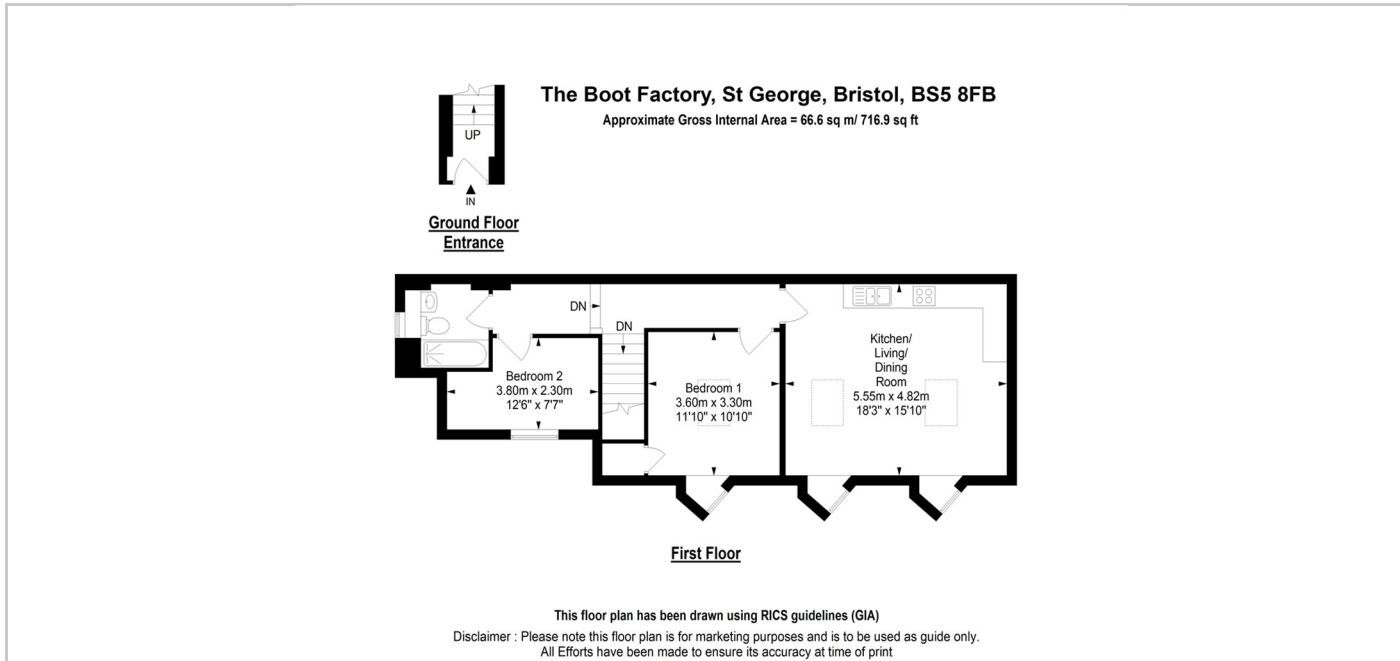 The Boot Factory, St George, Bristol, BS5 8FB
Approximate Gross Internal Area = 66.6 sq m/ 716.9 sq ft
UP
IN
Ground Floor
Entrance
DN
DN
Bedroom 2
3.80m x 2.30m
12'6" x 7'7"
Bedroom 1
3.60m x 3.30m
11'10" x 10'10"
Kitchen/
Living/
Dining
Room
5.55m x 4.82m
18'3" x 15'10"
First Floor
This floor plan has been drawn using RICS guidelines (GIA)
Disclaimer : Please note this floor plan is for marketing purposes and is to be used as guide only.
All Efforts have been made to ensure its accuracy at time of print